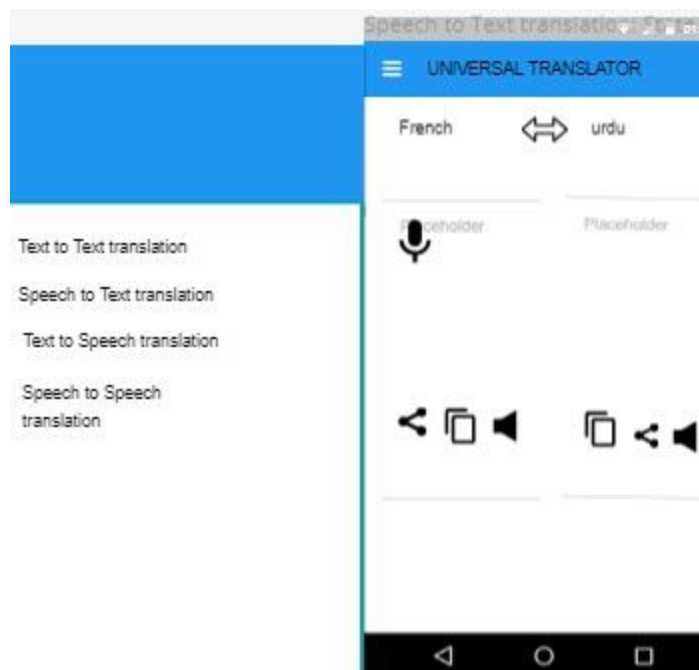 Speech to Text translation: State
UNIVERSAL TRANSLATOR
French urdu
Placeholder Placeholder
Text to Text translation
Speech to Text translation
Text to Speech translation
Speech to Speech
translation